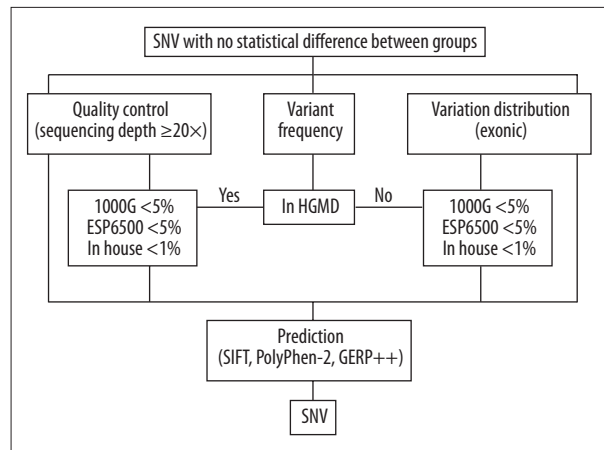 SNV with no statistical difference between groups
Quality control
(sequencing depth ≥20×)
Variant
frequency
Variation distribution
(exonic)
Yes
In HGMD
No
1000G <5%
ESP6500 <5%
In house <1%
1000G <5%
ESP6500 <5%
In house <1%
Prediction
(SIFT, PolyPhen-2, GERP++)
SNV